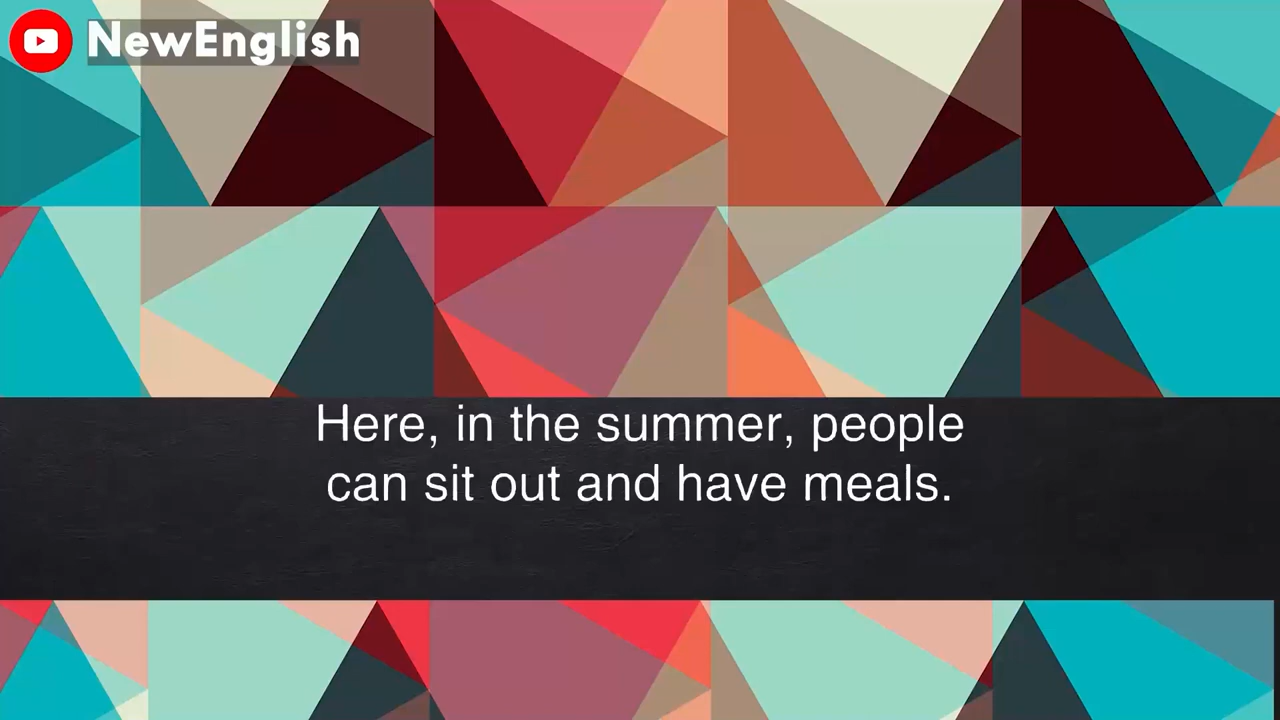 NewEnglish
Here, in the summer, people
can sit out and have meals.